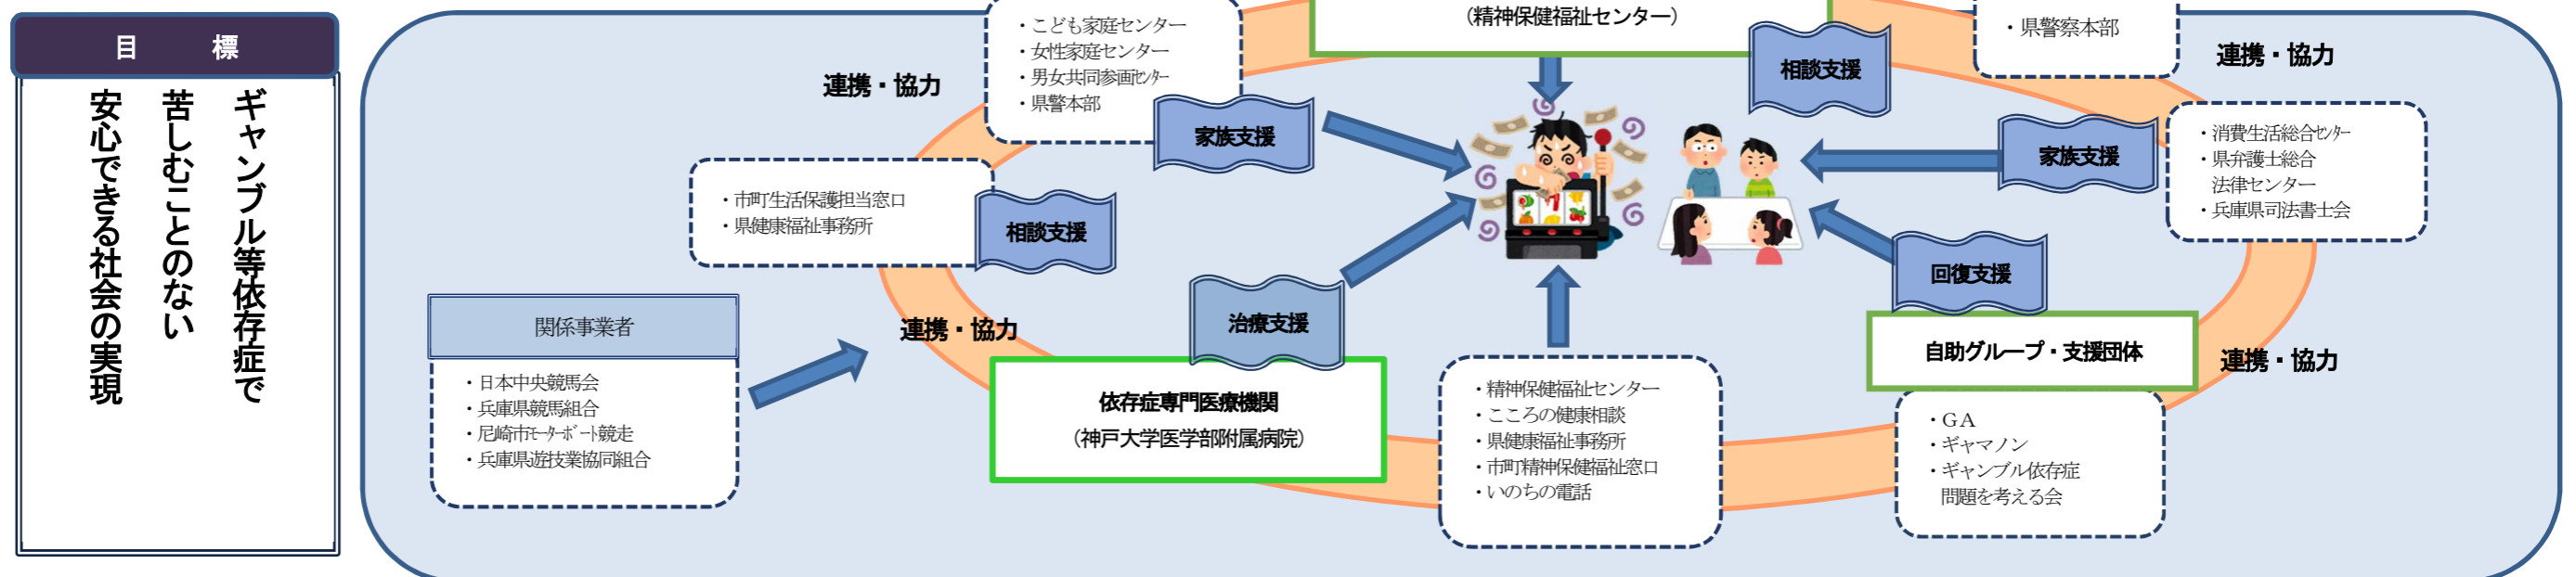 目　標
ギャンブル等依存症で
苦しむことのない
安心できる社会の実現
・こども家庭センター
・女性家庭センター
・男女共同参画ｾﾝﾀｰ
・県警本部
（精神保健福祉センター）
・県警察本部
連携・協力
連携・協力
相談支援
家族支援
家族支援
・消費生活総合ｾﾝﾀｰ
・県弁護士総合
法律センター
・兵庫県司法書士会
・市町生活保護担当窓口
・県健康福祉事務所
相談支援
回復支援
治療支援
関係事業者
・日本中央競馬会
・兵庫県競馬組合
・尼崎市ﾓｰﾀｰﾎﾞｰﾄ競走
・兵庫県遊技業協同組合
連携・協力
依存症専門医療機関
（神戸大学医学部附属病院）
・精神保健福祉センター
・こころの健康相談
・県健康福祉事務所
・市町精神保健福祉窓口
・いのちの電話
自助グループ・支援団体
・ＧＡ
・ギャマノン
・ギャンブル依存症
問題を考える会
連携・協力